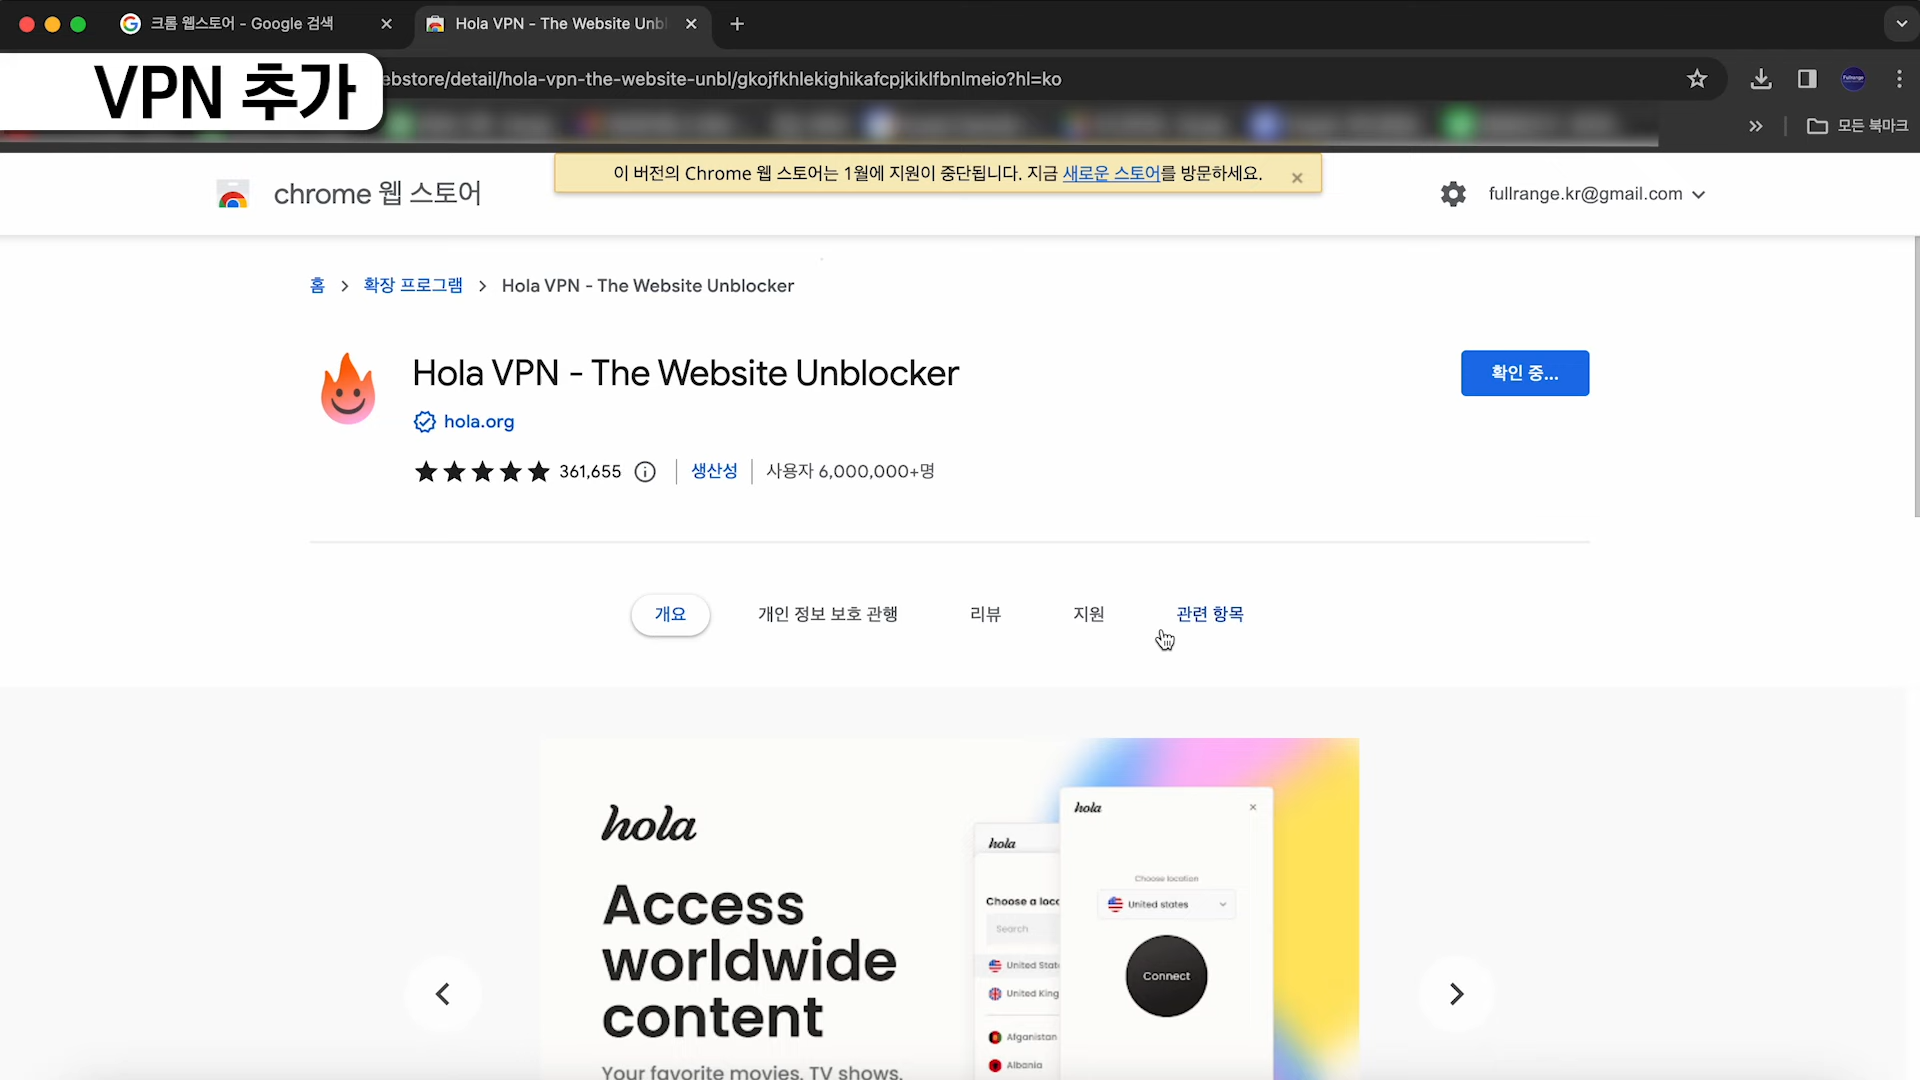 크롬 웹스토어 - Google 검색
Hola VPN - The Website Unbl
VPN 추가
ebstore/detail/hola-vpn-the-website-unbl/gkojfkhlekighikafcpjkiklfbnlmeio?hl=ko
모든 북마크
chrome 웹 스토어
이 버전의 Chrome 웹 스토어는 1월에 지원이 중단됩니다. 지금 새로운 스토어를 방문하세요.
fullrange.kr@gmail.com
홈 > 확장 프로그램 > Hola VPN - The Website Unblocker
Hola VPN - The Website Unblocker
확인 중...
hola.org
361,655 생산성 사용자 6,000,000+명
개요 개인 정보 보호 관행 리뷰 지원 관련 항목
hola
Access
worldwide
content
Your favorite movies, TV shows,
hola
Choose a loc
Search
United Stat
United King
Afganistan
Albania
hola
Choose location
United states
Connect